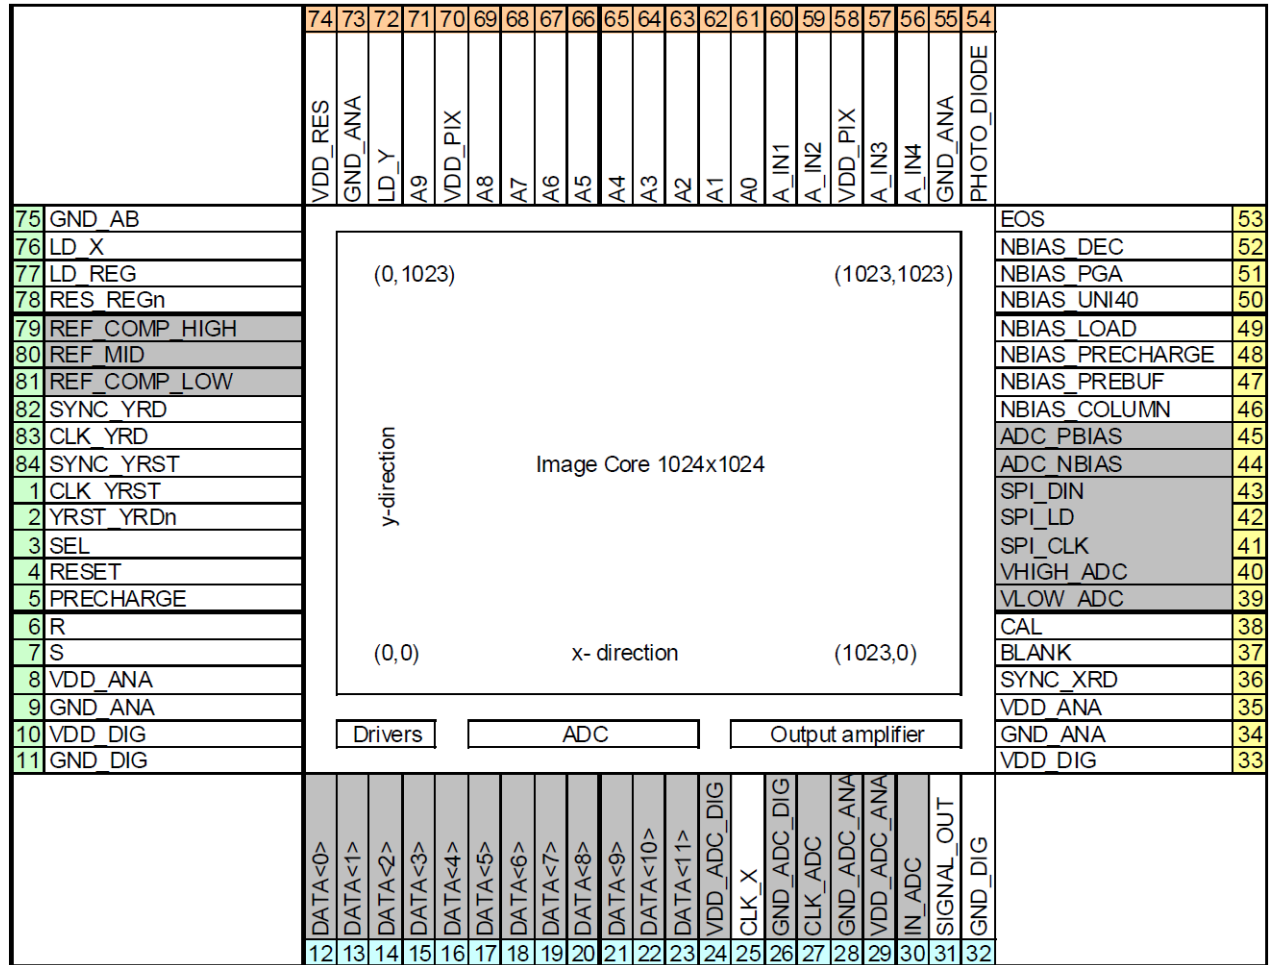 74 73 72 71 70 69 68 67 66 65 64 63 62 61 60 59 58 57 56 55 54
VDD_RES
GND_ANA
LD_Y
A9
VDD_PIX
A8
A7
A6
A5
A4
A3
A2
A1
A0
A_IN1
A_IN2
VDD_PIX
A_IN3
A_IN4
GND_ANA
PHOTO_DIODE
75 GND_AB
76 LD_X
77 LD_REG
78 RES_REGn
79 REF_COMP_HIGH
80 REF_MID
81 REF_COMP_LOW
82 SYNC_YRD
83 CLK_YRD
84 SYNC_YRST
1 CLK_YRST
2 YRST_YRDn
3 SEL
4 RESET
5 PRECHARGE
6 R
7 S
8 VDD_ANA
9 GND_ANA
10 VDD_DIG
11 GND_DIG
(0,1023)
(1023,1023)
y-direction
Image Core 1024x1024
(0,0)
x- direction
(1023,0)
Drivers
ADC
Output amplifier
EOS 53
NBIAS_DEC 52
NBIAS_PGA 51
NBIAS_UNI40 50
NBIAS_LOAD 49
NBIAS_PRECHARGE 48
NBIAS_PREBUF 47
NBIAS_COLUMN 46
ADC_PBIAS 45
ADC_NBIAS 44
SPI_DIN 43
SPI_LD 42
SPI_CLK 41
VHIGH_ADC 40
VLOW_ADC 39
CAL 38
BLANK 37
SYNC_XRD 36
VDD_ANA 35
GND_ANA 34
VDD_DIG 33
DATA<0>
DATA<1>
DATA<2>
DATA<3>
DATA<4>
DATA<5>
DATA<6>
DATA<7>
DATA<8>
DATA<9>
DATA<10>
DATA<11>
VDD_ADC_DIG
CLK_X
GND_ADC_DIG
CLK_ADC
GND_ADC_ANA
VDD_ADC_ANA
IN_ADC
SIGNAL_OUT
GND_DIG
12 13 14 15 16 17 18 19 20 21 22 23 24 25 26 27 28 29 30 31 32